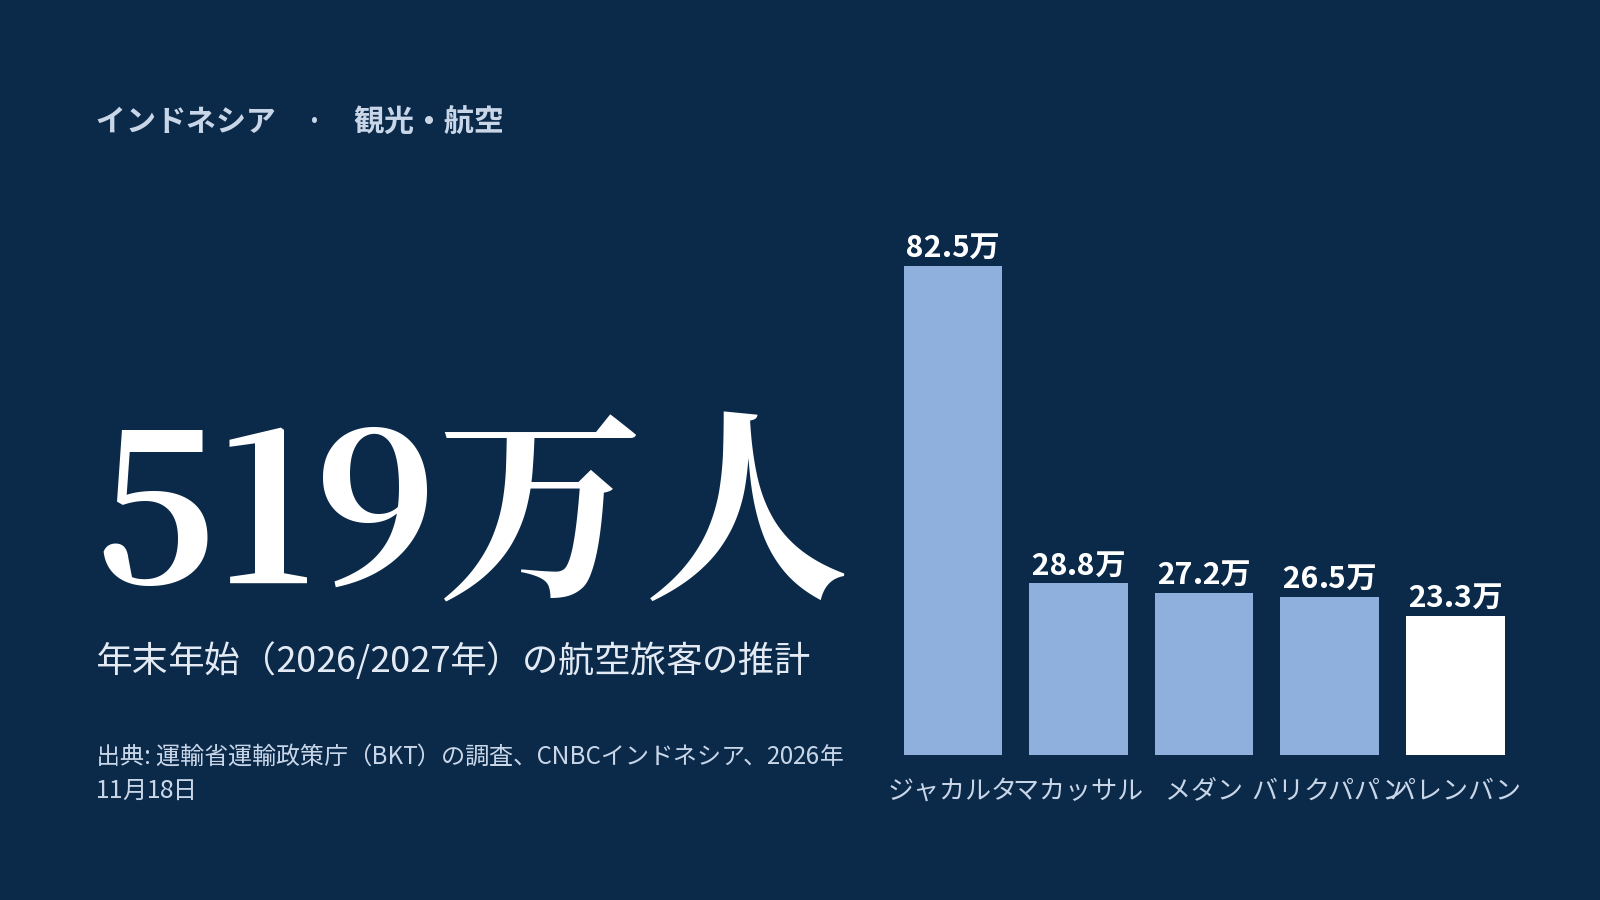 インドネシア · 観光・航空
519万人
年末年始（2026/2027年）の航空旅客の推計
出典: 運輸省運輸政策庁（BKT）の調査、CNBCインドネシア、2026年
11月18日
82.5万
28.8万
27.2万
26.5万
23.3万
ジャカルタ
マカッサル
メダン
バリクパパン
パレンバン